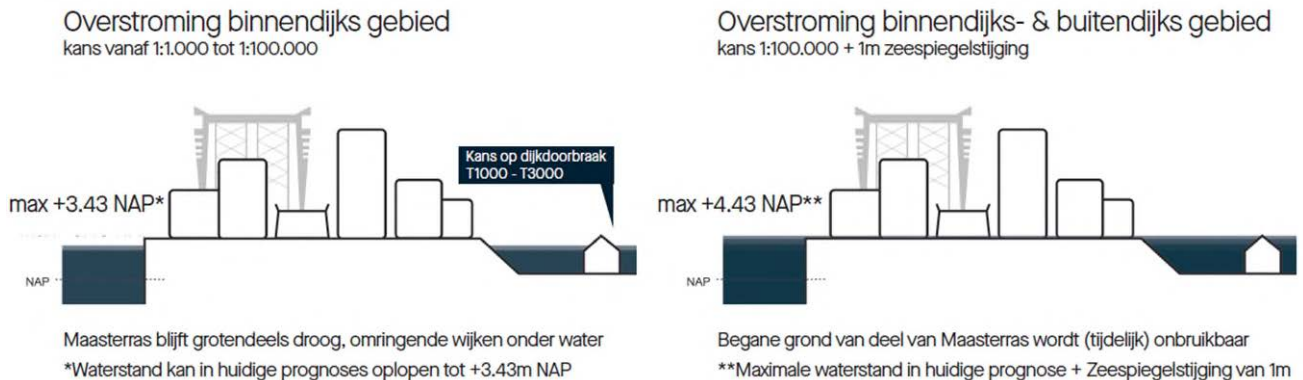 Overstroming binnendijks gebied
kans vanaf 1:1.000 tot 1:100.000
Kans op dijkdoorbraak
T1000 - T3000
max +3.43 NAP*
NAP
Maasterras blijft grotendeels droog, omringende wijken onder water
*Waterstand kan in huidige prognoses oplopen tot +3.43m NAP
Overstroming binnendijks- & buitendijks gebied
kans 1:100.000 + 1m zeespiegelstijging
max +4.43 NAP**
NAP
Begane grond van deel van Maasterras wordt (tijdelijk) onbruikbaar
**Maximale waterstand in huidige prognose + Zeespiegelstijging van 1m